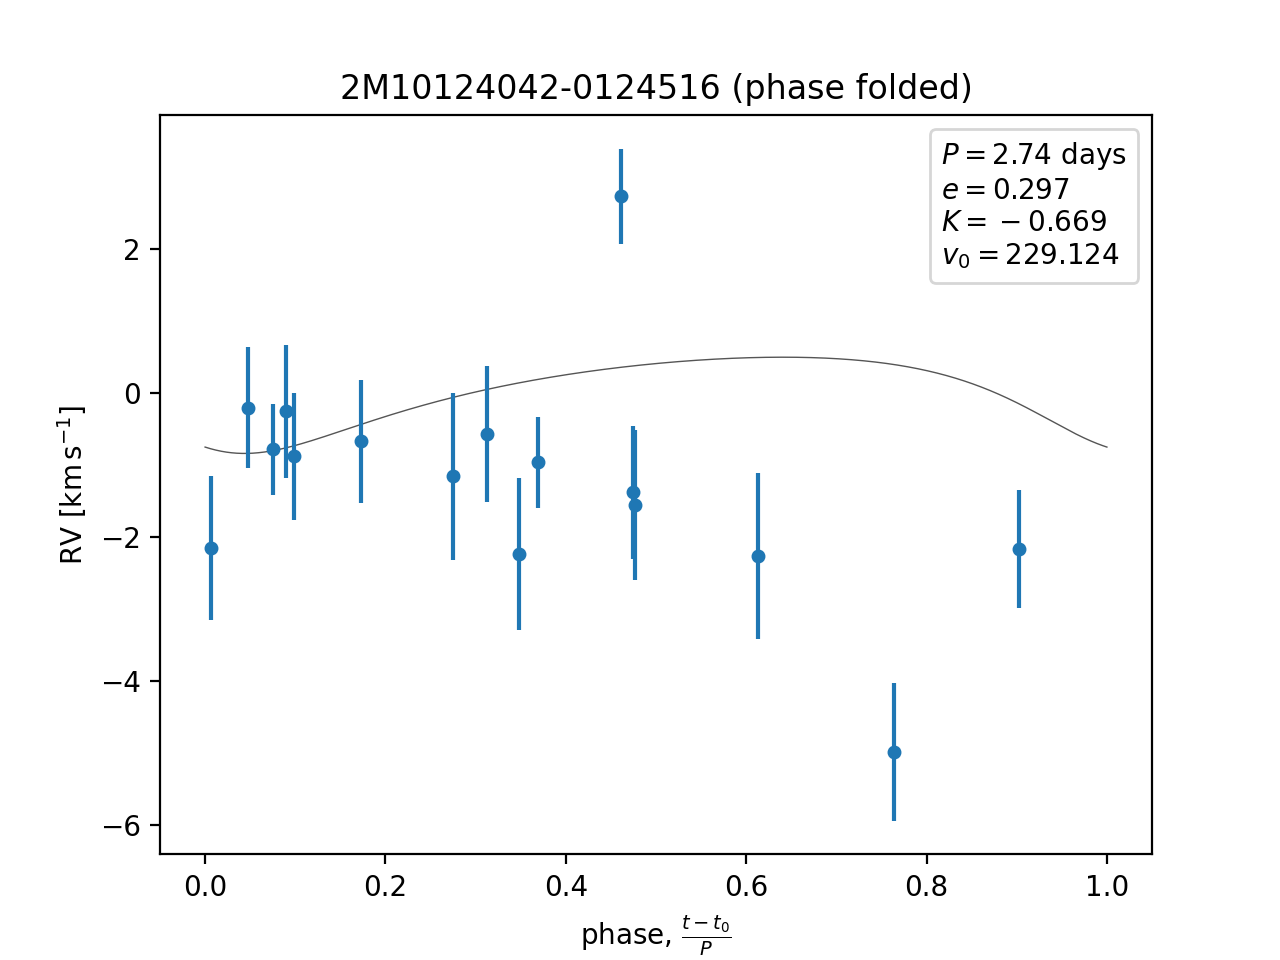 2M10124042-0124516 (phase folded)
P = 2.74 days
e = 0.297
K = −0.669
v₀ = 229.124
2
0
−2
−4
−6
RV [km s⁻¹]
0.0 0.2 0.4 0.6 0.8 1.0
phase, (t − t₀)/P